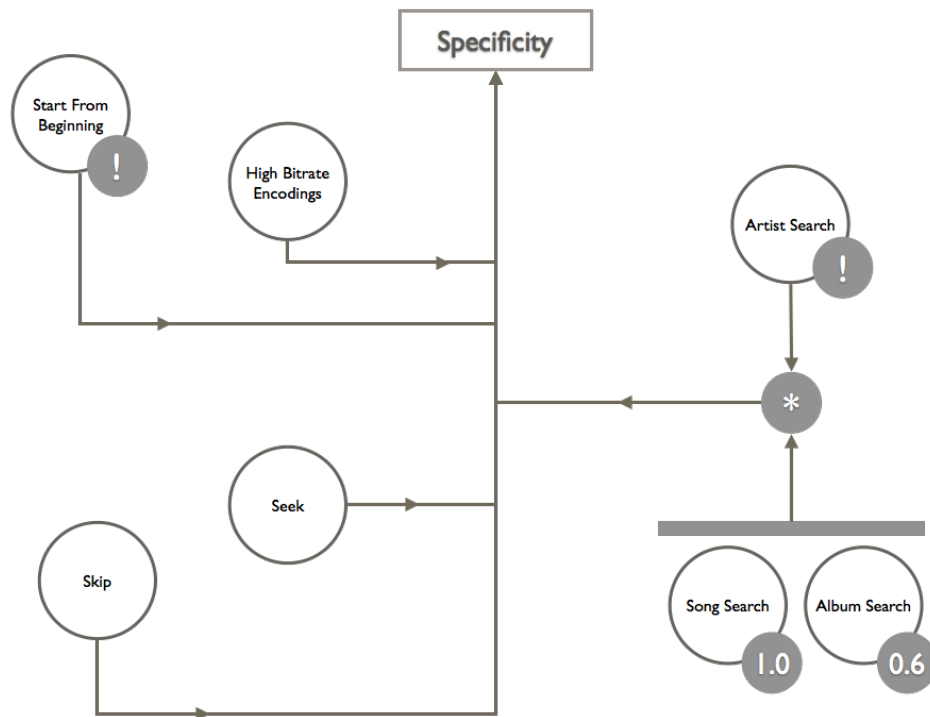 Specificity
Start From
Beginning
!
High Bitrate
Encodings
Artist Search
!
*
Seek
Skip
Song Search
1.0
Album Search
0.6